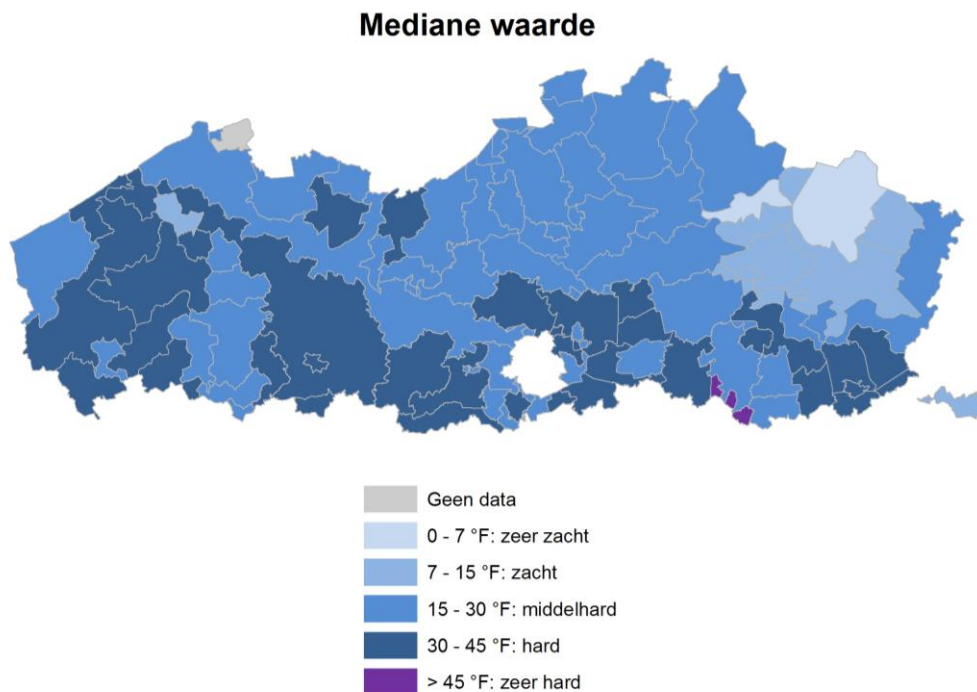 Mediane waarde
Geen data
0 - 7 °F: zeer zacht
7 - 15 °F: zacht
15 - 30 °F: middelhard
30 - 45 °F: hard
> 45 °F: zeer hard